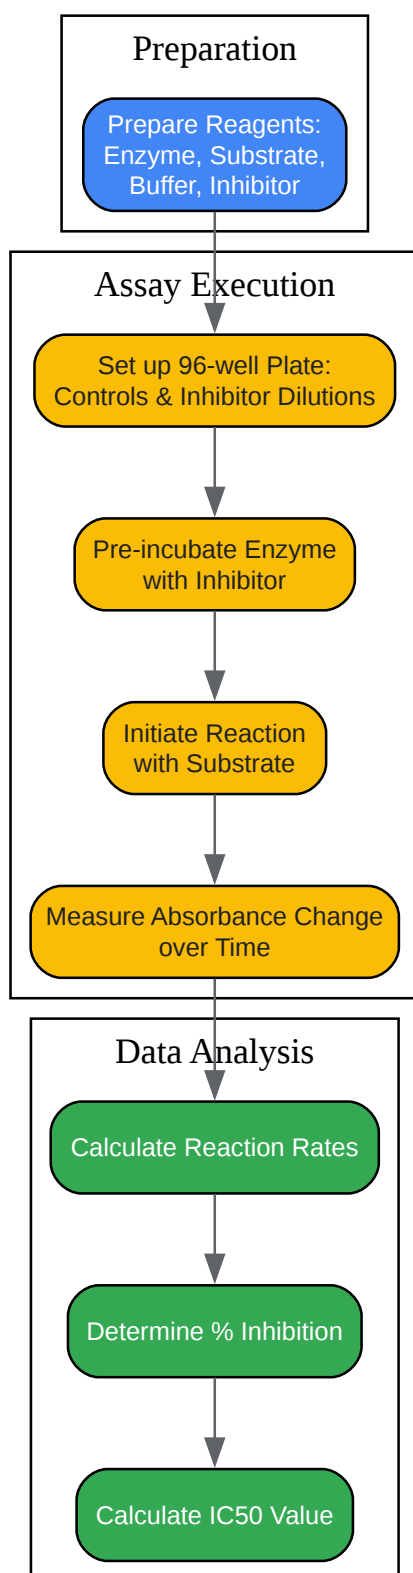 Preparation
Prepare Reagents:
Enzyme, Substrate,
Buffer, Inhibitor
Assay Execution
Set up 96-well Plate:
Controls & Inhibitor Dilutions
Pre-incubate Enzyme
with Inhibitor
Initiate Reaction
with Substrate
Measure Absorbance Change
over Time
Data Analysis
Calculate Reaction Rates
Determine % Inhibition
Calculate IC50 Value